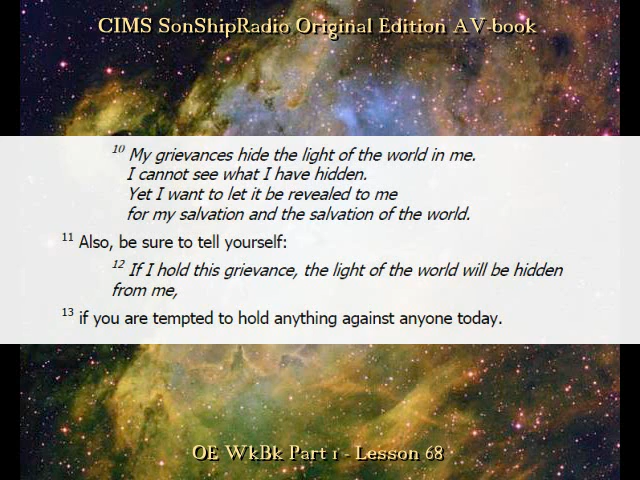 CIMS SonShipRadio Original Edition AV-book
10 My grievances hide the light of the world in me.
I cannot see what I have hidden.
Yet I want to let it be revealed to me
for my salvation and the salvation of the world.
11 Also, be sure to tell yourself:
12 If I hold this grievance, the light of the world will be hidden
from me,
13 if you are tempted to hold anything against anyone today.
OE WkBk Part 1 - Lesson 68